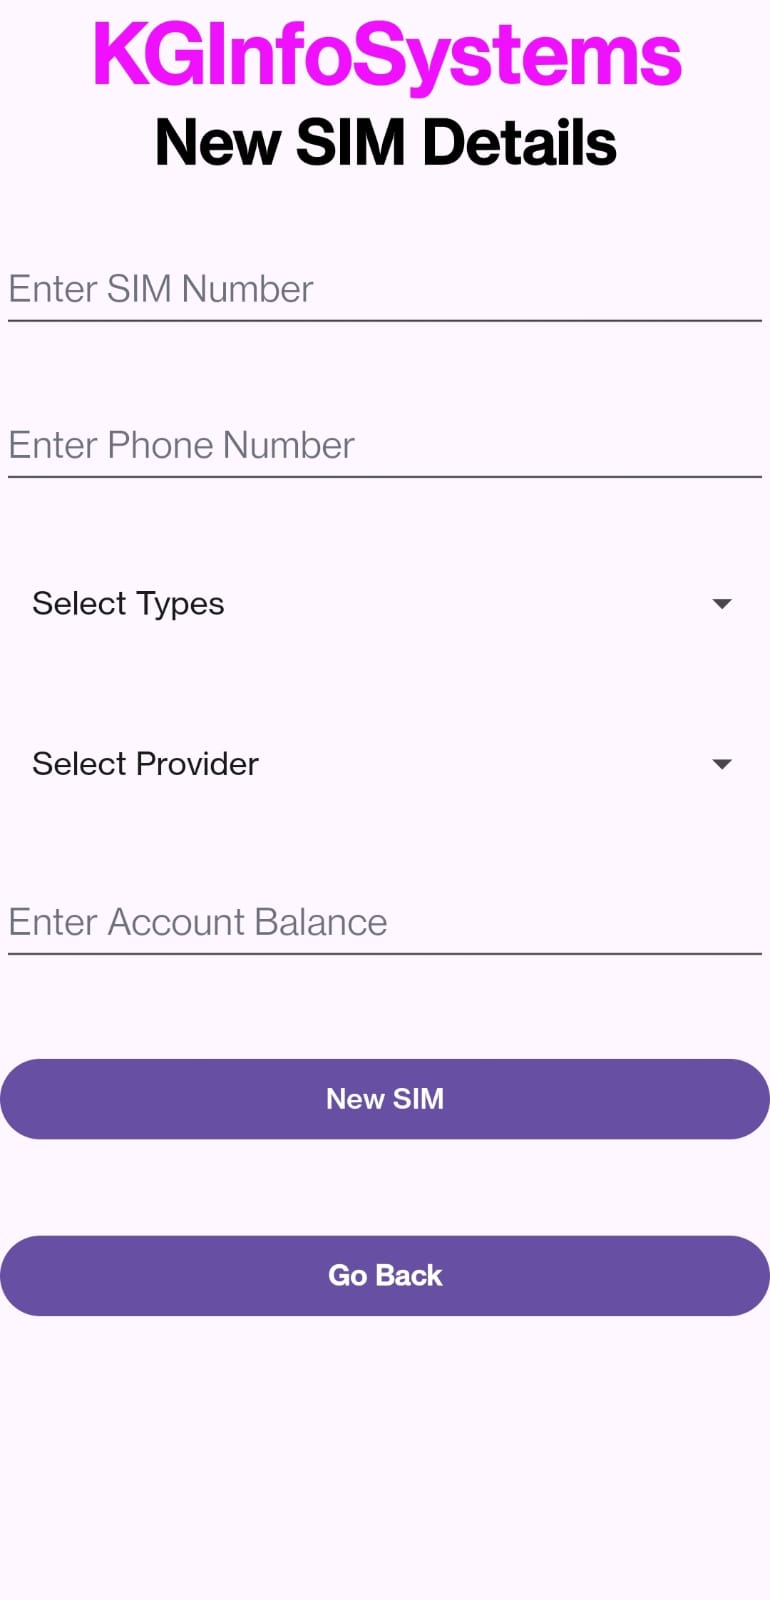 KGInfoSystems
New SIM Details
Enter SIM Number
Enter Phone Number
Select Types
Select Provider
Enter Account Balance
New SIM
Go Back